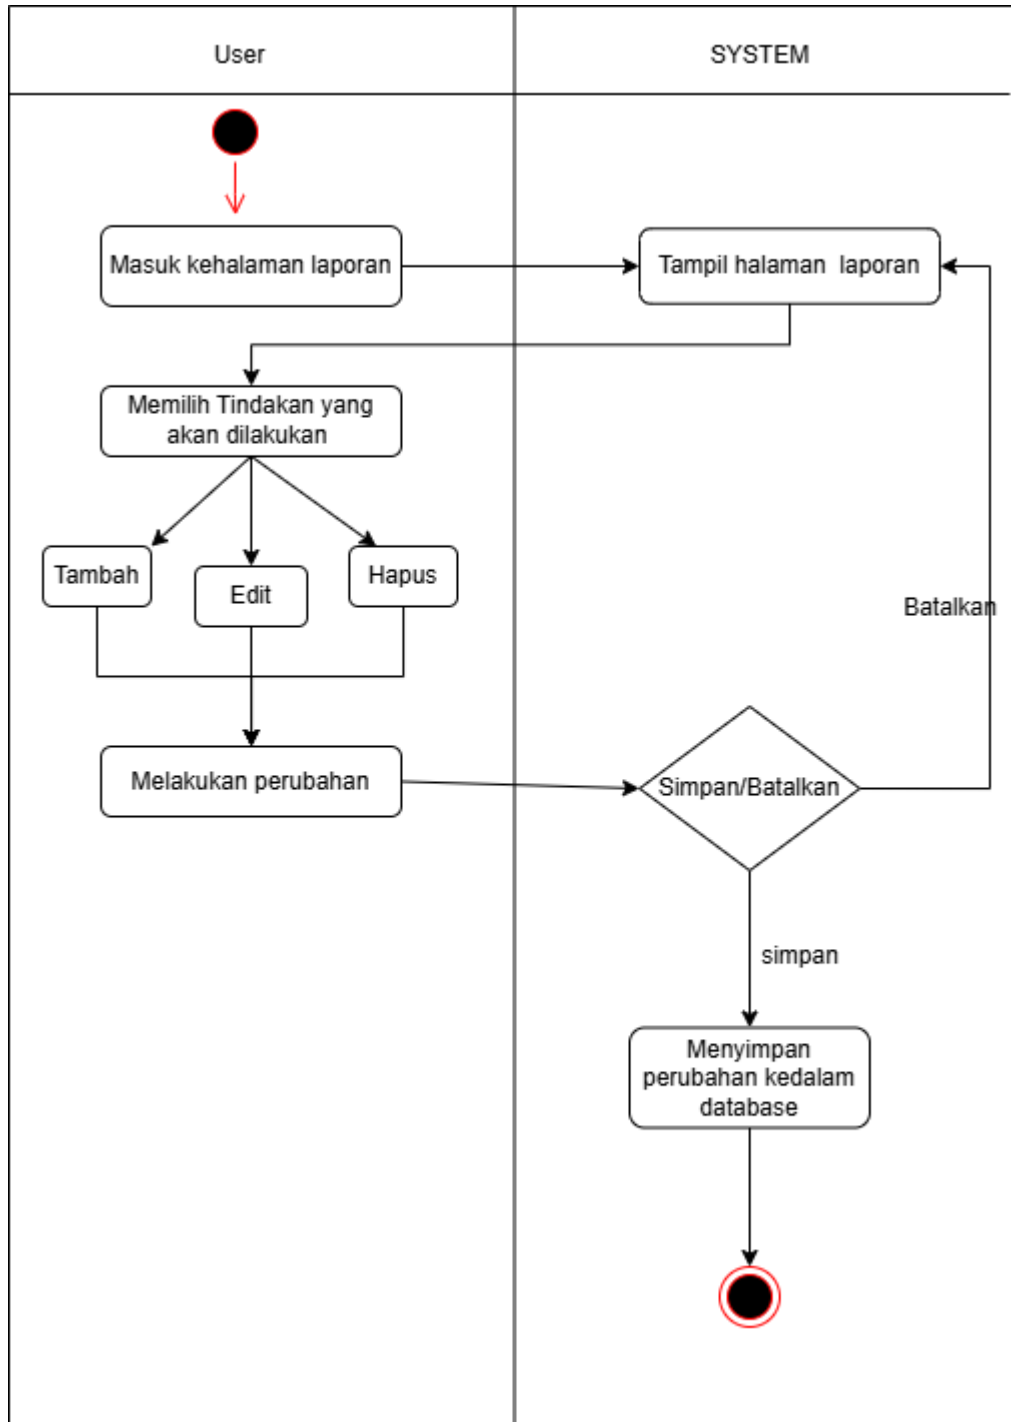 User
SYSTEM
Masuk kehalaman laporan
Tampil halaman  laporan
Memilih Tindakan yang
akan dilakukan
Tambah
Edit
Hapus
Batalkan
Melakukan perubahan
Simpan/Batalkan
simpan
Menyimpan
perubahan kedalam
database